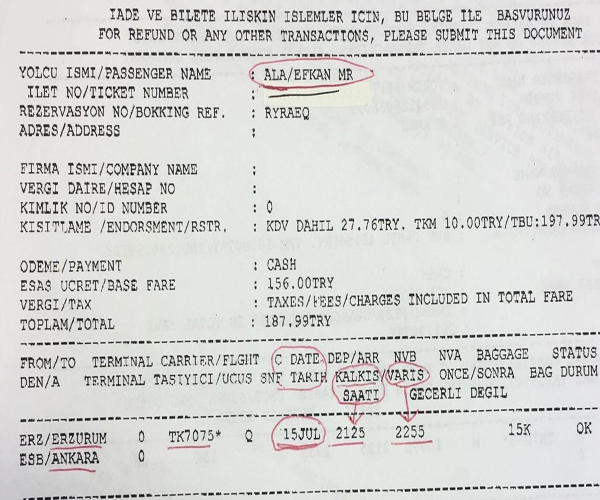 IADE VE BILETE ILISKIN ISLEMLER ICIN, BU BELGE ILE BASVURUNUZ
FOR REFUND OR ANY OTHER TRANSACTIONS, PLEASE SUBMIT THIS DOCUMENT
YOLCU ISMI/PASSENGER NAME : ALA/EFKAN MR
ILET NO/TICKET NUMBER :
REZERVASYON NO/BOKKING REF. : RYRAEQ
ADRES/ADDRESS :
FIRMA ISMI/COMPANY NAME :
VERGI DAIRE/HESAP NO :
KIMLIK NO/ID NUMBER : 0
KISITLAME /ENDORSMENT/RSTR. : KDV DAHIL 27.76TRY. TKM 10.00TRY/TBU:197.99TR
ODEME/PAYMENT : CASH
ESAS UCRET/BASE FARE : 156.00TRY
VERGI/TAX : TAXES/FEES/CHARGES INCLUDED IN TOTAL FARE
TOPLAM/TOTAL : 187.99TRY
FROM/TO TERMINAL CARRIER/FLGHT C DATE DEP/ARR NVB NVA BAGGAGE STATUS
DEN/A TERMINAL TASIYICI/UCUS SNF TARIH KALKIS/VARIS ONCE/SONRA BAG DURUM
SAATI GECERLI DEGIL
ERZ/ERZURUM 0 TK7075* Q 15JUL 2125 2255 15K OK
ESB/ANKARA 0